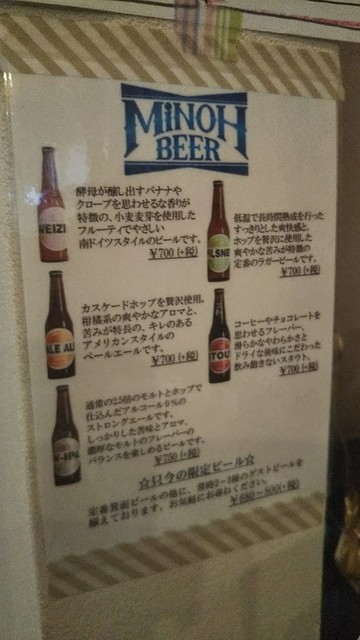 MINOH
BEER
WEIZE
酵母が醸し出すバナナや
クローブを思わせるな香りが
特徴の、小麦麦芽を使用した
フルーティでやさしい
南ドイツスタイルのビールです。
￥700（+税）
PILSNE
低温で長時間熟成を行った
すっきりとした爽快感と、
ホップを贅沢に使用した
爽やかな苦みが特徴の
定番のラガービールです。
￥700（+税）
ALE ALE
カスケードホップを贅沢使用。
柑橘系の爽やかなアロマと、
苦みが特長の、キレのある
アメリカンスタイルの
ペールエールです。
￥700（+税）
STOUT
コーヒーやチョコレートを
思わせるフレーバー。
滑らかなやわらかさと
ドライな後味にこだわった
飲み飽きないスタウト。
￥700（+税）
W-IPA
通常の2.5倍のモルトとホップで
仕込んだアルコール9％の
ストロングエールです。
しっかりした苦味とアロマ、
濃厚なモルトのフレーバーの
バランスを楽しめるビールです。
￥750（+税）
☆只今の限定ビール☆
定番箕面ビールの他に、常時2～3種のゲストビールを
揃えております。お気軽にお尋ねください。
￥680～800(+税)